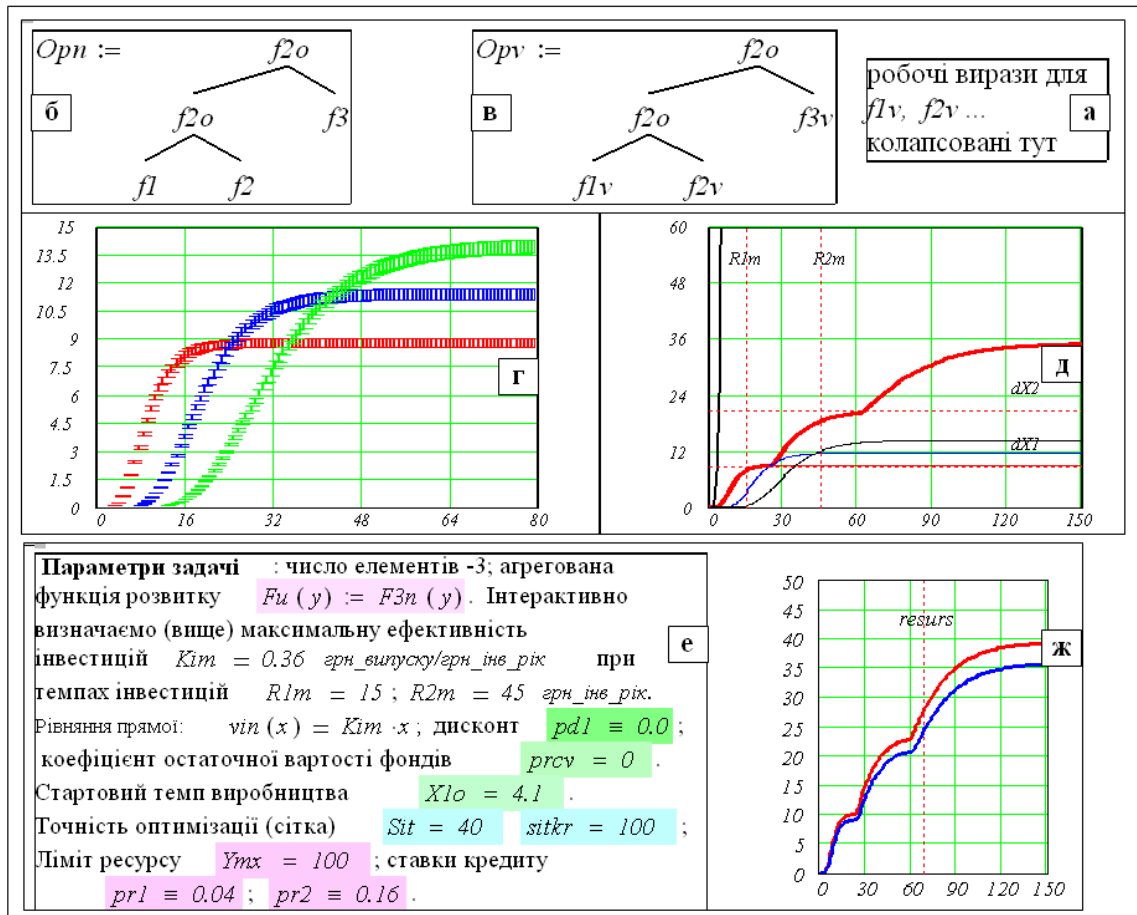 Opn :=
f2o
б
f2o
f3
f1
f2
Opv :=
f2o
в
f2o
f3v
f1v
f2v
робочі вирази для
f1v, f2v ...
а
колапсовані тут
15
13.5
12
10.5
9
7.5
6
4.5
3
1.5
0
0 16 32 48 64 80
г
60
48
36
24
12
0
R1m
R2m
д
dX2
dX1
0 30 60 90 120 150
Параметри задачі : число елементів -3; агрегована
функція розвитку Fu ( y ) := F3n ( y ) . Інтерактивно
визначаємо (вище) максимальну ефективність
інвестицій Kim = 0.36 грн_випуску/грн_інв_рік при
темпах інвестицій R1m = 15 ; R2m = 45 грн_інв_рік.
Рівняння прямої: vin ( x ) = Kim · x ; дисконт pd1 ≡ 0.0 ;
коефіцієнт остаточної вартості фондів prcv = 0 .
Стартовий темп виробництва X1o = 4.1 .
Точність оптимізації (сітка) Sit = 40 sitkr = 100 ;
Ліміт ресурсу Ymx = 100 ; ставки кредиту
pr1 ≡ 0.04 ; pr2 ≡ 0.16 .
е
50
45
40
35
30
25
20
15
10
5
0
resurs
ж
0 30 60 90 120 150